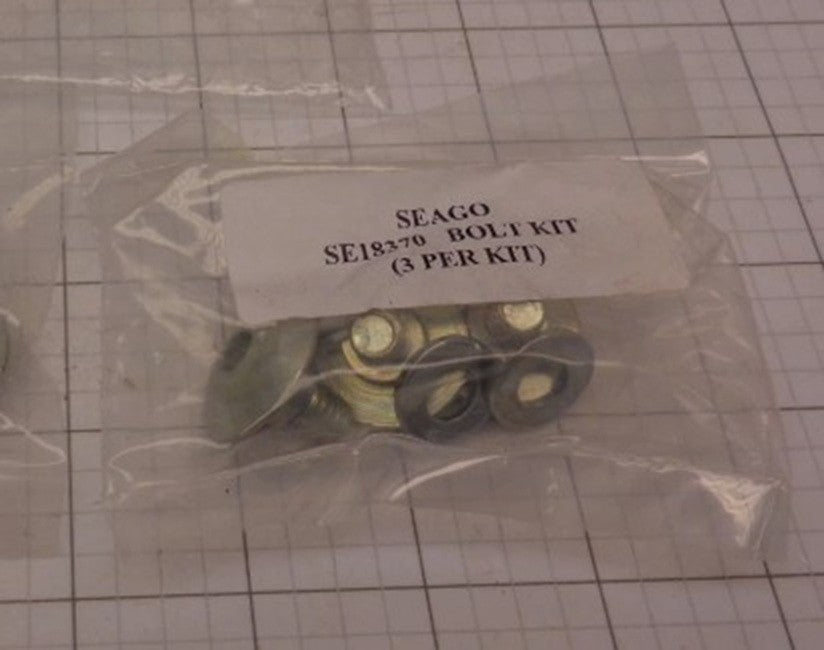 SEAGO
SE18370 BOLT KIT
(3 PER KIT)